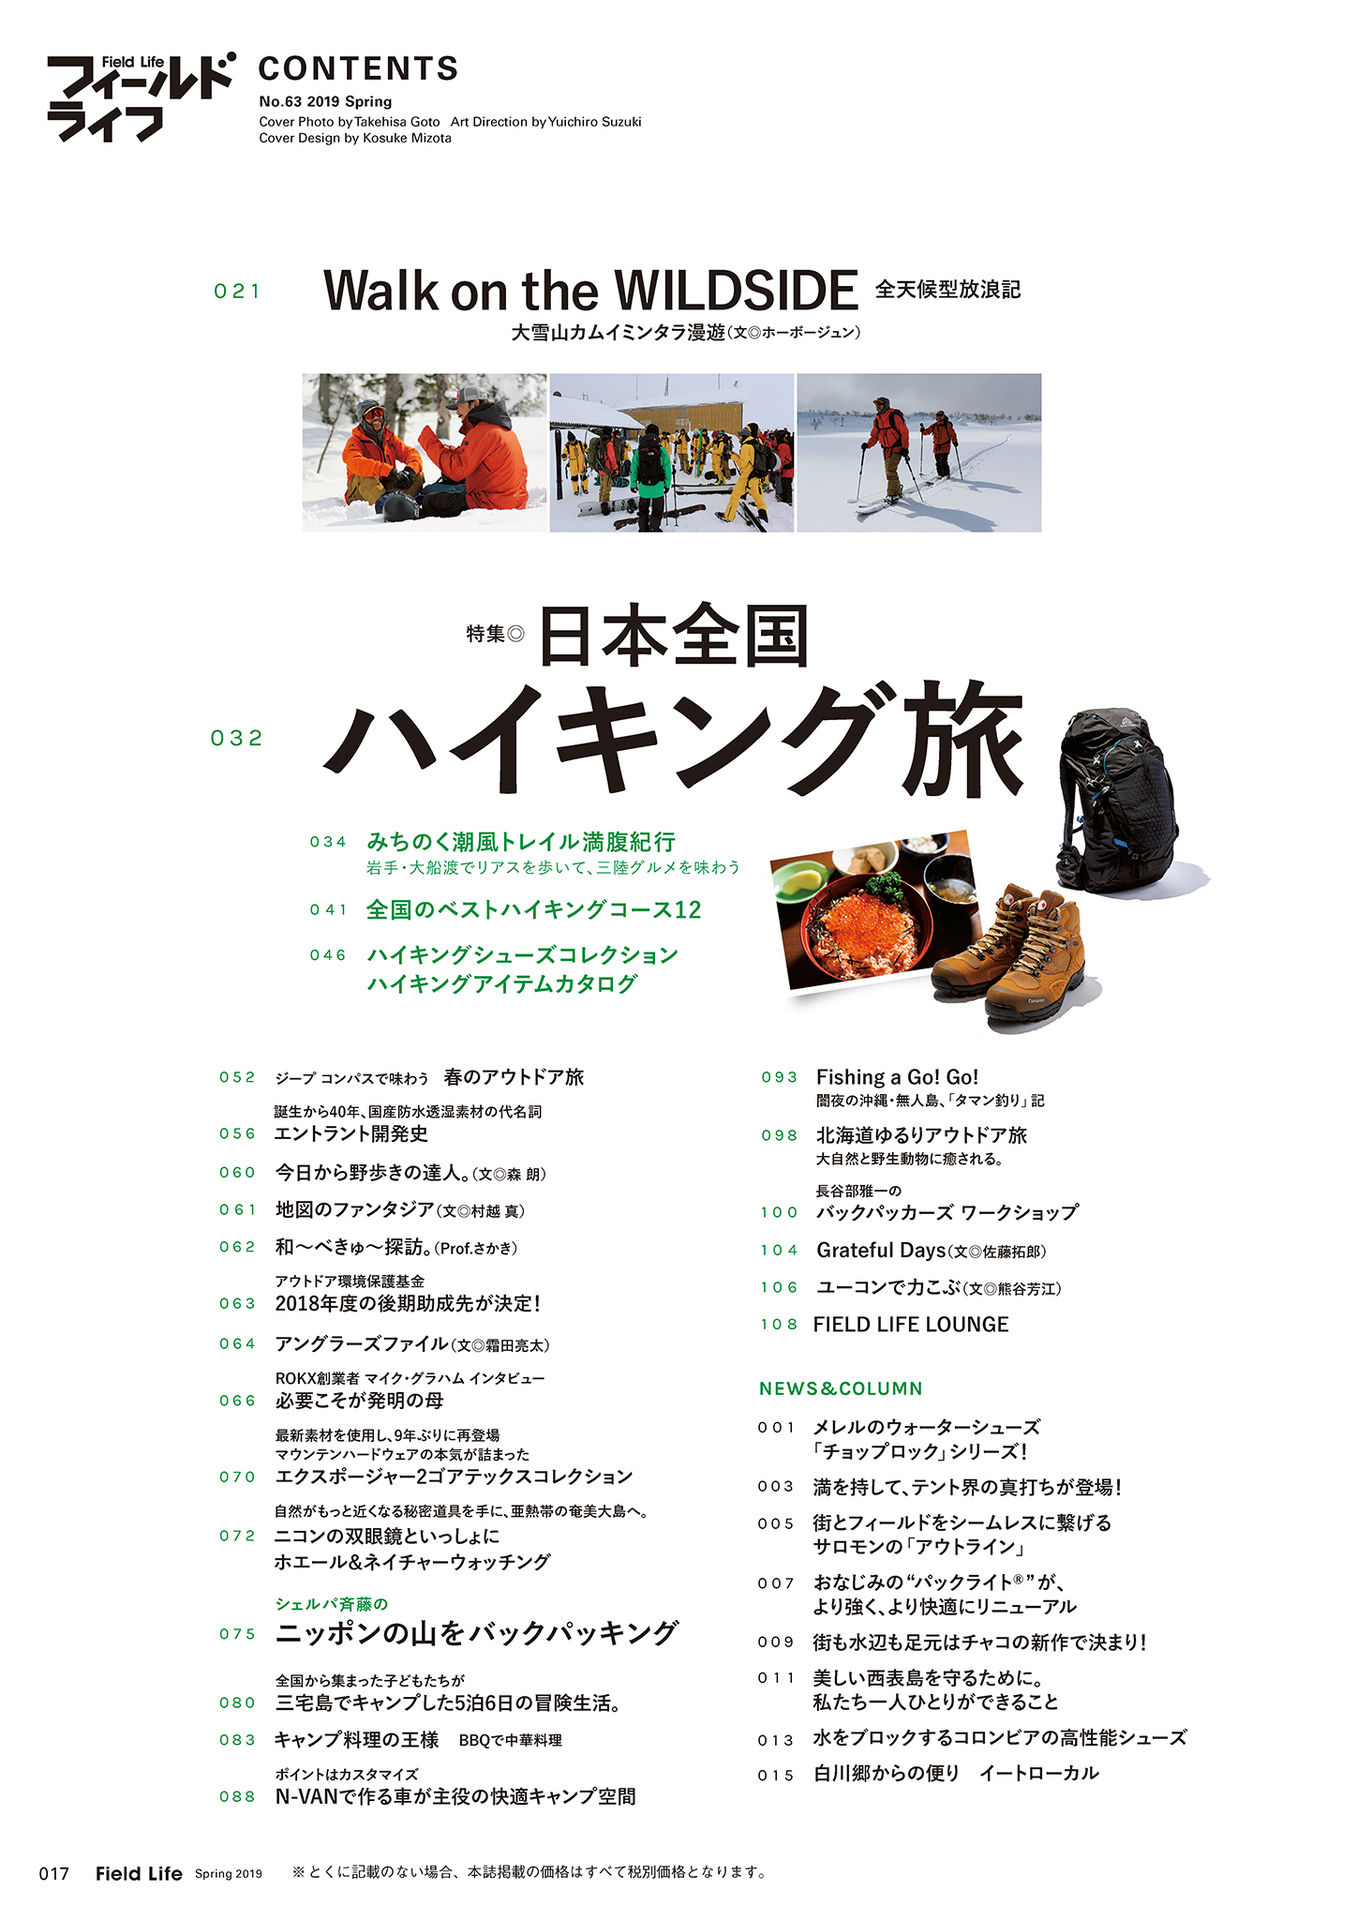 Field Life
フィールド
ライフ
CONTENTS
No.63 2019 Spring
Cover Photo by Takehisa Goto Art Direction by Yuichiro Suzuki
Cover Design by Kosuke Mizota
021 Walk on the WILDSIDE 全天候型放浪記
大雪山カムイミンタラ漫遊(文◎ホーボージュン)
特集◎ 日本全国
032 ハイキング旅
034 みちのく潮風トレイル満腹紀行
岩手・大船渡でリアスを歩いて、三陸グルメを味わう
041 全国のベストハイキングコース12
046 ハイキングシューズコレクション
ハイキングアイテムカタログ
052 ジープ コンパスで味わう 春のアウトドア旅
誕生から40年、国産防水透湿素材の代名詞
056 エントラント開発史
060 今日から野歩きの達人。(文◎森 朗)
061 地図のファンタジア(文◎村越 真)
062 和〜べきゅ〜探訪。(Prof.さかき)
アウトドア環境保護基金
063 2018年度の後期助成先が決定!
064 アングラーズファイル(文◎霜田亮太)
ROKX創業者 マイク・グラハム インタビュー
066 必要こそが発明の母
最新素材を使用し、9年ぶりに再登場
マウンテンハードウェアの本気が詰まった
070 エクスポージャー2ゴアテックスコレクション
自然がもっと近くなる秘密道具を手に、亜熱帯の奄美大島へ。
072 ニコンの双眼鏡といっしょに
ホエール&ネイチャーウォッチング
シェルパ斉藤の
075 ニッポンの山をバックパッキング
全国から集まった子どもたちが
080 三宅島でキャンプした5泊6日の冒険生活。
083 キャンプ料理の王様 BBQで中華料理
ポイントはカスタマイズ
088 N-VANで作る車が主役の快適キャンプ空間
093 Fishing a Go! Go!
闇夜の沖縄・無人島、「タマン釣り」記
098 北海道ゆるりアウトドア旅
大自然と野生動物に癒される。
長谷部雅一の
100 バックパッカーズ ワークショップ
104 Grateful Days(文◎佐藤拓郎)
106 ユーコンで力こぶ(文◎熊谷芳江)
108 FIELD LIFE LOUNGE
NEWS&COLUMN
001 メレルのウォーターシューズ
「チョップロック」シリーズ!
003 満を持して、テント界の真打ちが登場!
005 街とフィールドをシームレスに繋げる
サロモンの「アウトライン」
007 おなじみの“パックライト®”が、
より強く、より快適にリニューアル
009 街も水辺も足元はチャコの新作で決まり!
011 美しい西表島を守るために。
私たち一人ひとりができること
013 水をブロックするコロンビアの高性能シューズ
015 白川郷からの便り イートローカル
017 Field Life Spring 2019 ※とくに記載のない場合、本誌掲載の価格はすべて税別価格となります。